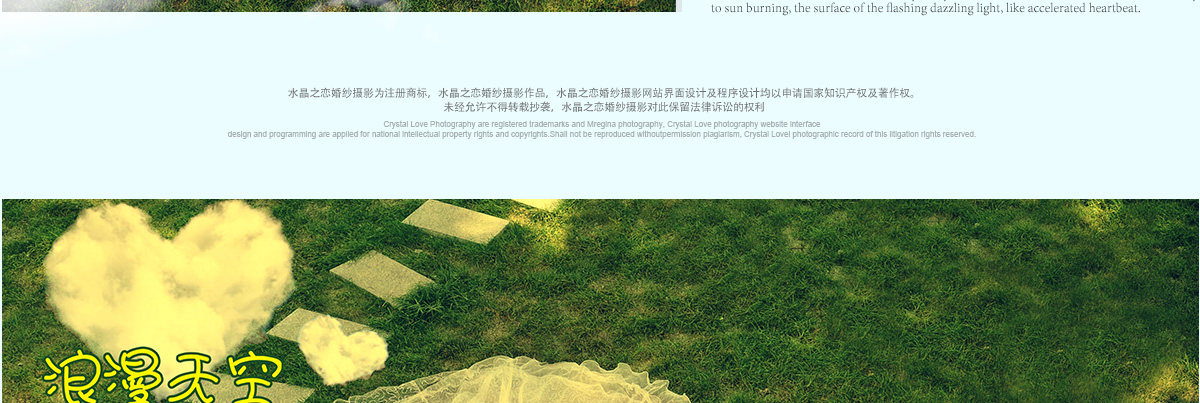 to sun burning, the surface of the flashing dazzling light, like accelerated heartbeat.
水晶之恋婚纱摄影为注册商标，水晶之恋婚纱摄影作品，水晶之恋婚纱摄影网站界面设计及程序设计均以申请国家知识产权及著作权。
未经允许不得转载抄袭，水晶之恋婚纱摄影对此保留法律诉讼的权利
Crystal Love Photography are registered trademarks and Mregina photography, Crystal Lovey photography website interface
design and programming are applied for national intellectual property rights and copyrights.Shall not be reproduced withoutpermission plagiarism, Crystal Lovel photographic record of this litigation rights reserved.
浪漫天空